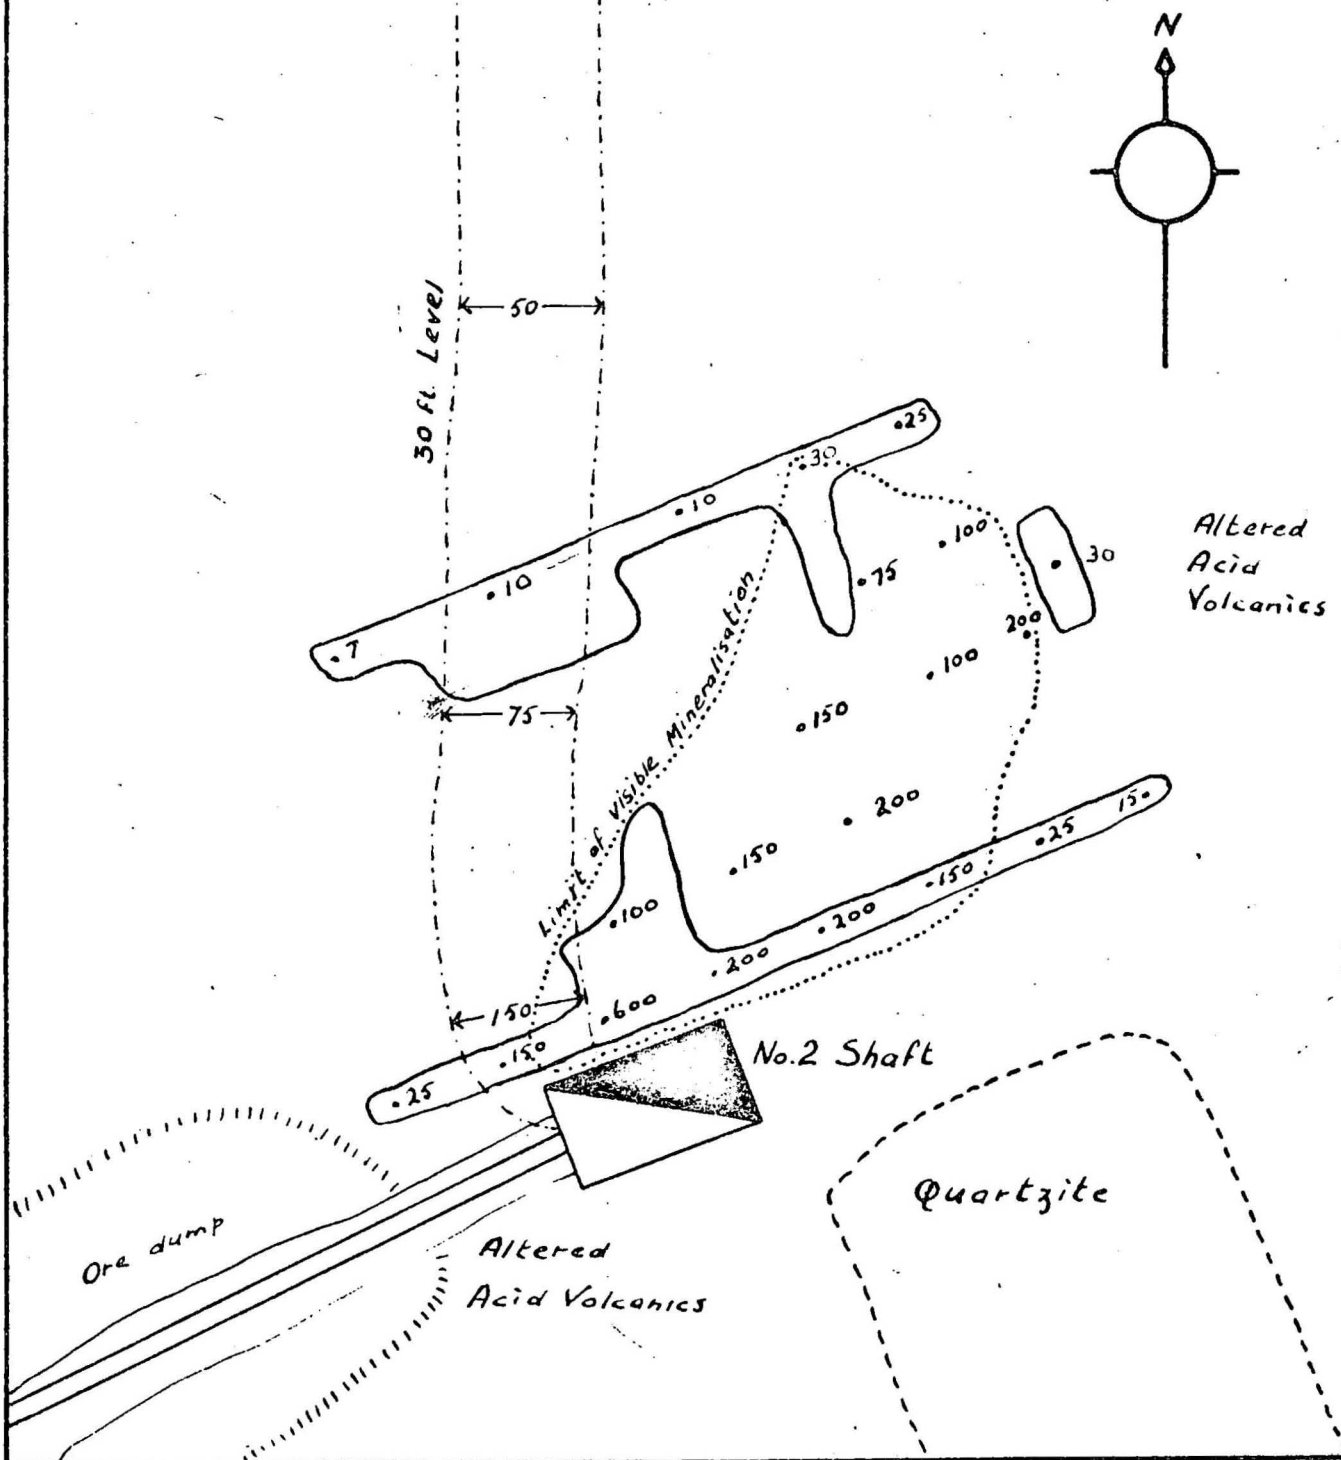 N
30 ft. Level
50
25
30
10
10
7
100
75
30
Altered
Acid
Volcanics
200
100
150
75
Limit of visible Mineralisation
200
150
15
25
150
100
200
200
150
600
150
25
No.2 Shaft
Quartzite
Ore dump
Altered
Acid Volcanics